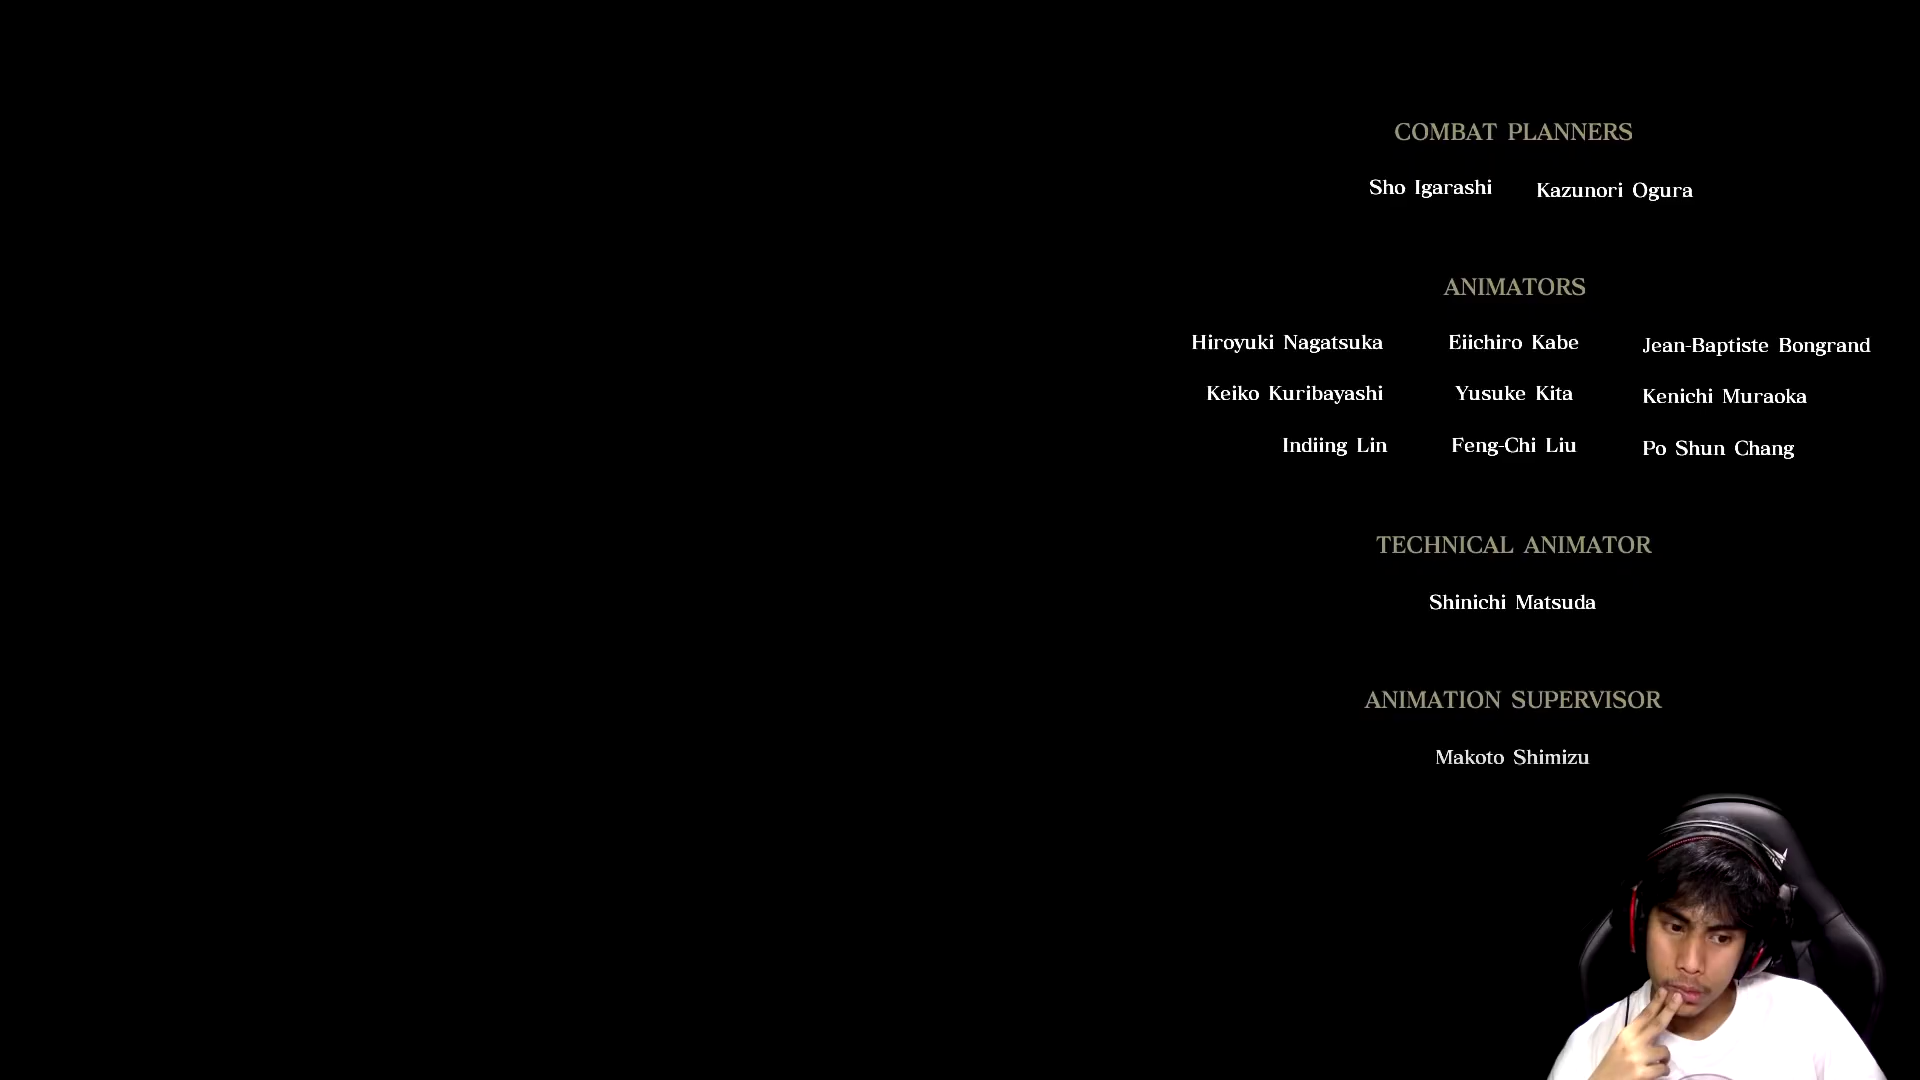 COMBAT PLANNERS
Sho Igarashi Kazunori Ogura
ANIMATORS
Hiroyuki Nagatsuka Eiichiro Kabe Jean-Baptiste Bongrand
Keiko Kuribayashi Yusuke Kita Kenichi Muraoka
Indiing Lin Feng-Chi Liu Po Shun Chang
TECHNICAL ANIMATOR
Shinichi Matsuda
ANIMATION SUPERVISOR
Makoto Shimizu